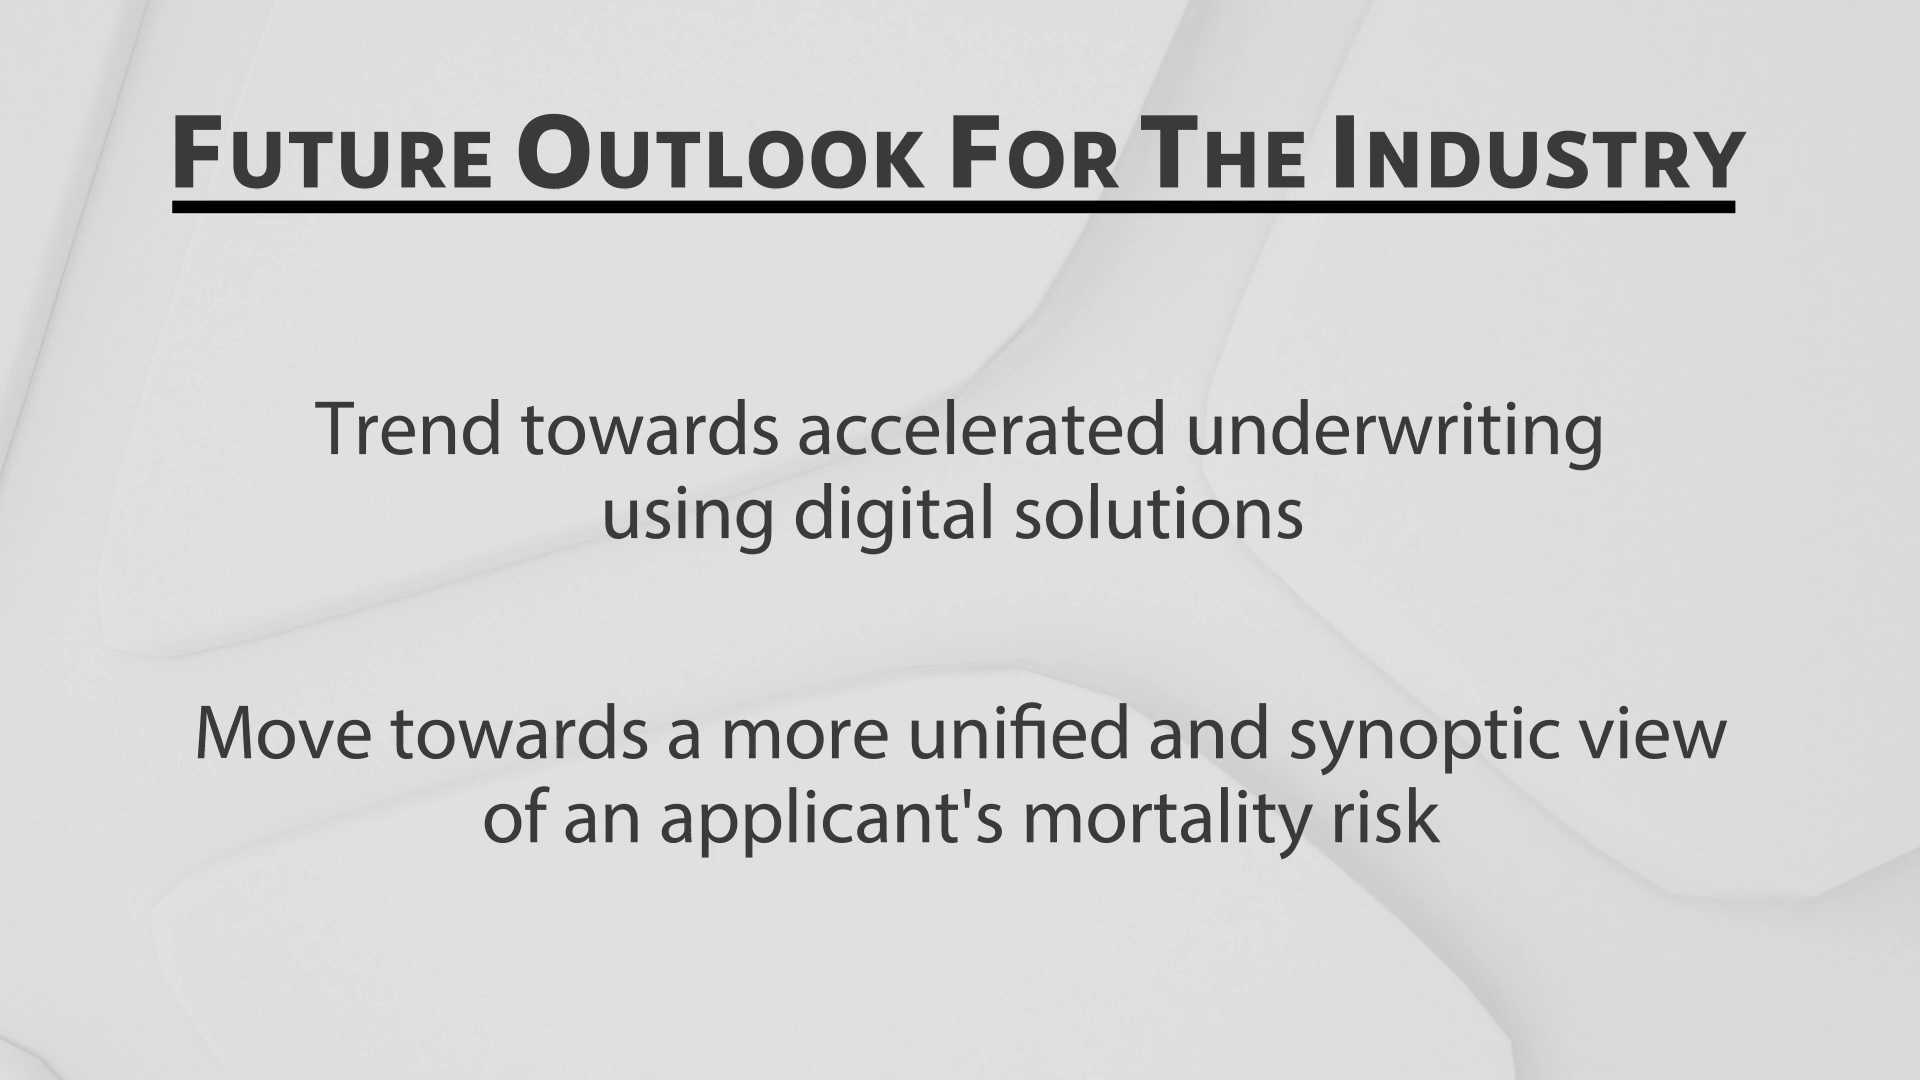 Future Outlook For The Industry
Trend towards accelerated underwriting
using digital solutions
Move towards a more unified and synoptic view
of an applicant's mortality risk